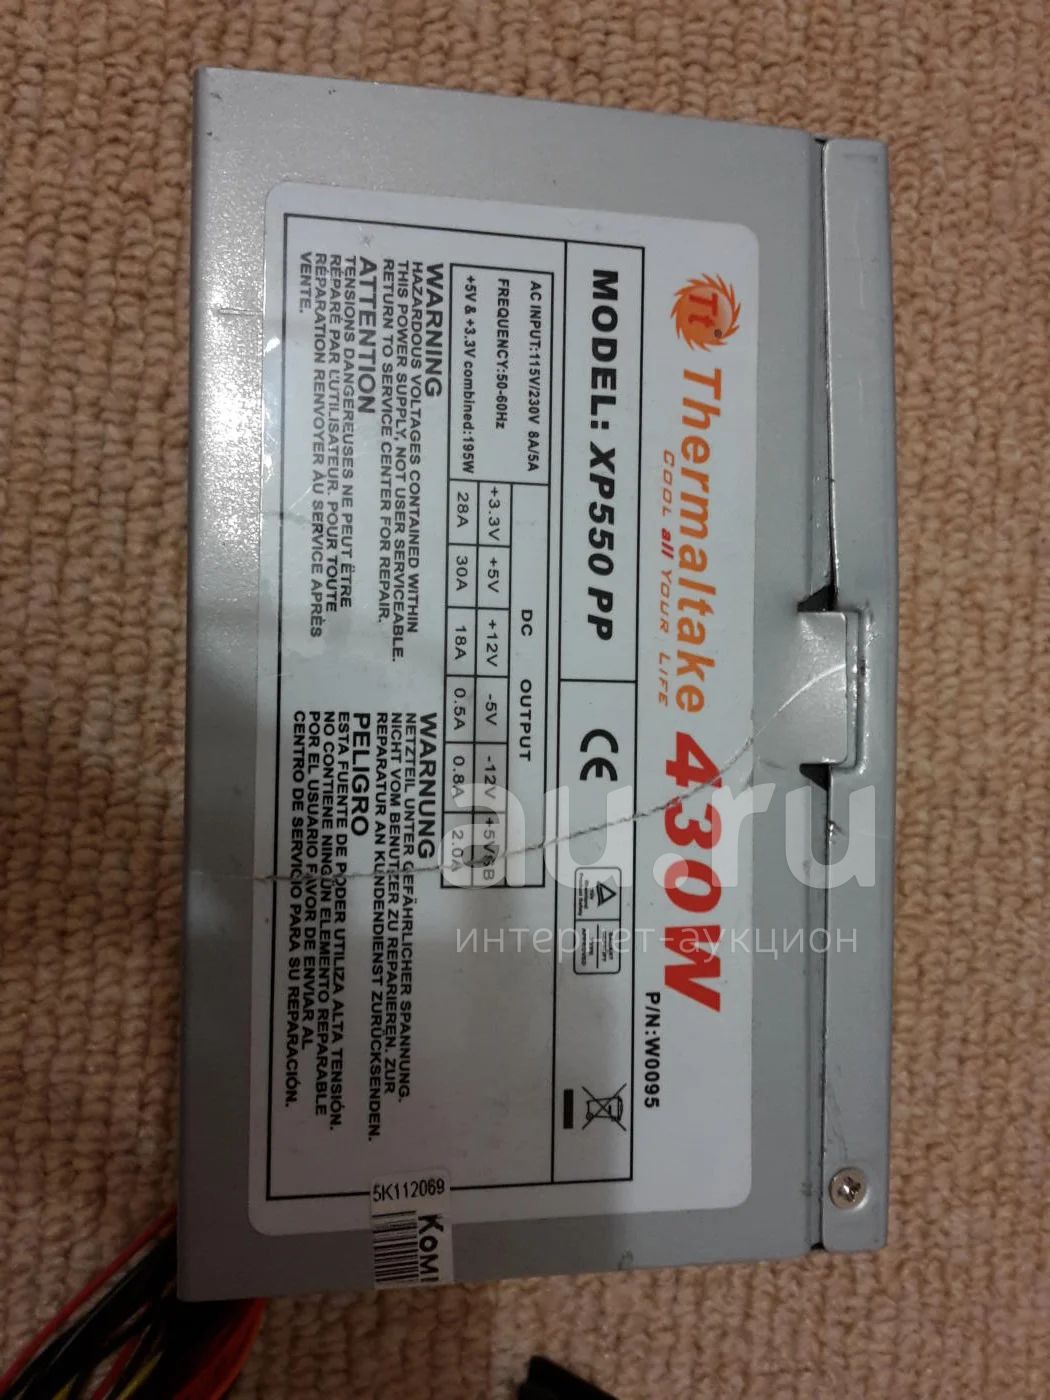 Tt® Thermaltake 430W
COOL all YOUR LIFE
P/N:W0095
MODEL: XP550 PP
CE
AC INPUT:115V/230V 8A/5A
FREQUENCY:50-60Hz
+5V & +3.3V combined:195W
DC OUTPUT
+3.3V +5V +12V -5V -12V +5VSB
28A 30A 18A 0.5A 0.8A 2.0A
WARNING
HAZARDOUS VOLTAGES CONTAINED WITHIN
THIS POWER SUPPLY, NOT USER SERVICEABLE.
RETURN TO SERVICE CENTER FOR REPAIR.
ATTENTION
TENSIONS DANGEREUSES NE PEUT ÊTRE
RÉPARE PAR L'UTILISATEUR. POUR TOUTE
RÉPARATION RENVOYER AU SERVICE APRÈS
VENTE.
WARNUNG
NETZTEIL UNTER GEFÄHRLICHER SPANNUNG.
NICHT VOM BENUTZER ZU REPARIEREN. ZUR
REPARATUR AN KUNDENDIENST ZURÜCKSENDEN.
PELIGRO
ESTA FUENTE DE PODER UTILIZA ALTA TENSIÓN.
NO CONTIENE NINGÚN ELEMENTO REPARABLE
POR EL USUARIO FAVOR DE ENVIAR AL
CENTRO DE SERVICIO PARA SU REPARACIÓN.
5K112069
КОМ
au.ru
интернет-аукцион